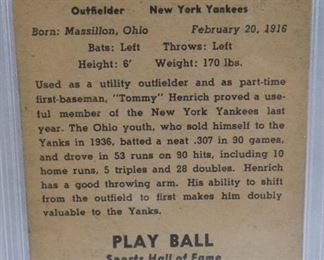 Outfielder New York Yankees
Born: Massillon, Ohio February 20, 1916
Bats: Left Throws: Left
Height: 6' Weight: 170 lbs.
Used as a utility outfielder and as part-time
first-baseman, "Tommy" Henrich proved a use-
ful member of the New York Yankees last
year. The Ohio youth, who sold himself to the
Yanks in 1936, batted a neat .307 in 90 games,
and drove in 53 runs on 90 hits, including 10
home runs, 5 triples and 28 doubles. Henrich
has a good throwing arm. His ability to shift
from the outfield to first makes him doubly
valuable to the Yanks.
PLAY BALL
Sports Hall of Fame